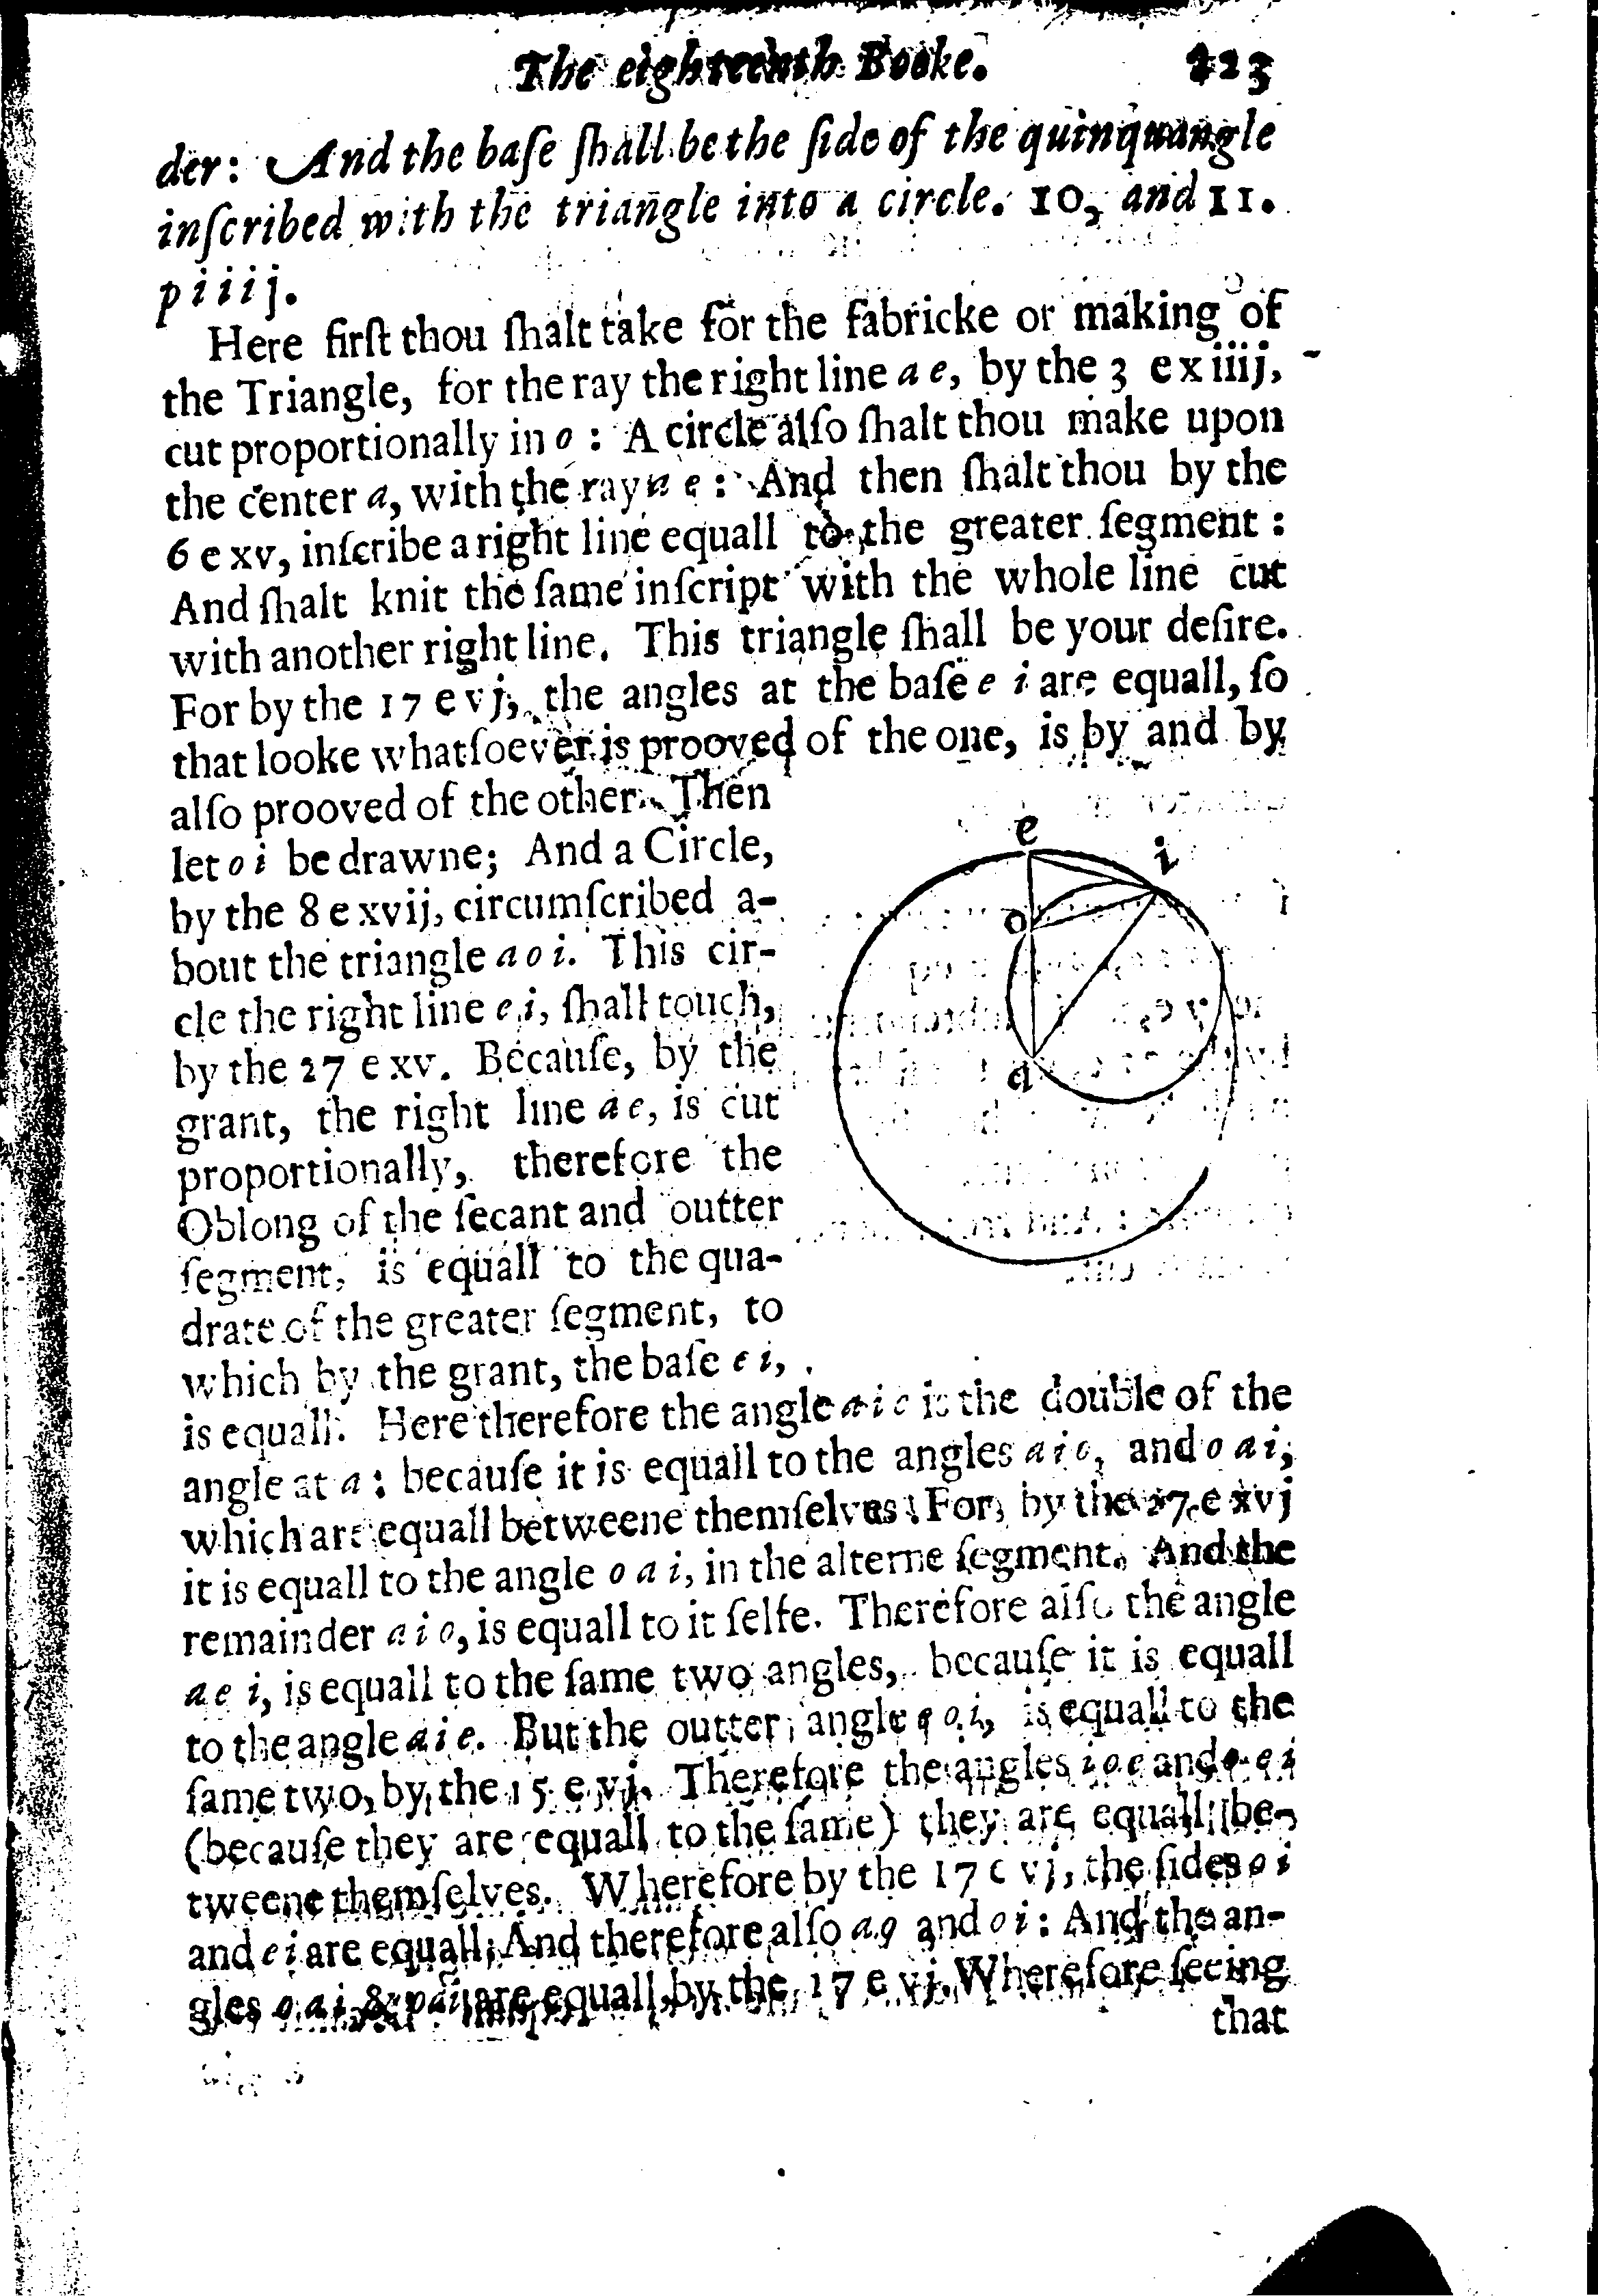 The eighteenth Booke. 223
der: And the baſe ſhall be the ſide of the quinquangle
inſcribed with the triangle into a circle. 10, and 11.
p iiij.
Here firſt thou ſhalt take for the fabricke or making of
the Triangle, for the ray the right line a e, by the 3 e xiiij,
cut proportionally in o: A circle alſo ſhalt thou make upon
the center a, with the ray a e: And then ſhalt thou by the
6 e xv, inſcribe a right line equall to the greater ſegment:
And ſhalt knit the ſame inſcript with the whole line cut
with another right line. This triangle ſhall be your deſire.
For by the 17 e vj, the angles at the baſe e i are equall, ſo
that looke whatſoever is prooved of the one, is by and by
alſo prooved of the other. Then
let o i be drawne; And a Circle,
by the 8 e xvij, circumſcribed a-
bout the triangle a o i. This cir-
cle the right line e i, ſhall touch,
by the 27 e xv. Becauſe, by the
grant, the right line a e, is cut
proportionally, therefore the
Oblong of the ſecant and outter
ſegment, is equall to the qua-
drate of the greater ſegment, to
which by the grant, the baſe e i,
e
i
o
a
is equall. Here therefore the angle a i e is the double of the
angle at a: becauſe it is equall to the angles a i o, and o a i,
which are equall betweene themſelves: For, by the 27 e xvj
it is equall to the angle o a i, in the alterne ſegment. And the
remainder a i o, is equall to it ſelfe. Therefore alſo the angle
a e i, is equall to the ſame two angles, becauſe it is equall
to the angle a i e. But the outter angle e o i, is equall to the
ſame two, by the 15 e vj. Therefore the angles i o e and o e i
(becauſe they are equall to the ſame) they are equall be-
tweene themſelves. Wherefore by the 17 e vj, the ſides o i
and e i are equall; And therefore alſo a o and o i: And the an-
gles o a i & are equall by the 17 e vj. Wherefore ſeeing
that